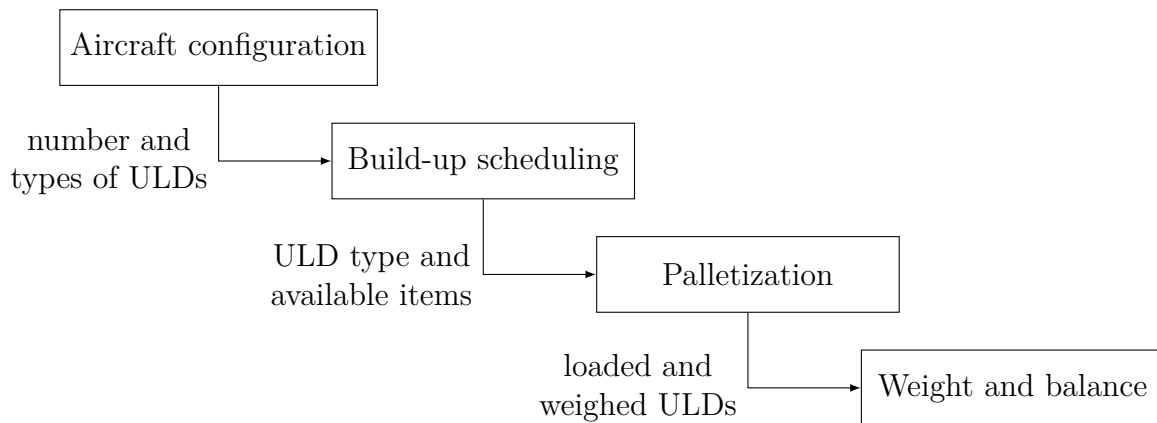 Aircraft configuration
number and
types of ULDs
Build-up scheduling
ULD type and
available items
Palletization
loaded and
weighed ULDs
Weight and balance